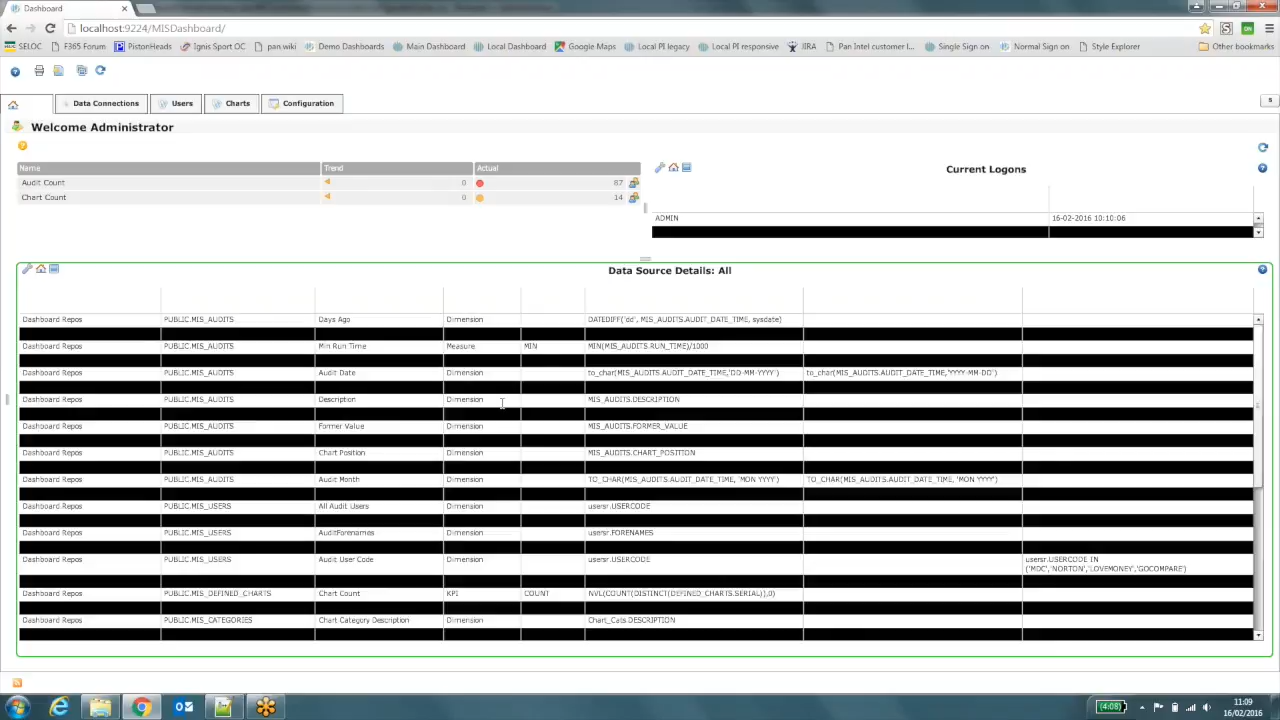 Dashboard
localhost:9224/MISDashboard/
SELOC F365 Forum PistonHeads Ignis Sport OC pan wiki Demo Dashboards Main Dashboard Local Dashboard Google Maps Local PI legacy Local PI responsive JIRA Pan Intel customer I... Single Sign on Normal Sign on Style Explorer Other bookmarks
Data Connections Users Charts Configuration
Welcome Administrator
Name Trend Actual
Audit Count 0 87
Chart Count 0 14
Current Logons
ADMIN 16-02-2016 10:10:06
Data Source Details: All
Dashboard Repos PUBLIC.MIS_AUDITS Days Ago Dimension DATEDIFF('dd', MIS_AUDITS.AUDIT_DATE_TIME, sysdate)
Dashboard Repos PUBLIC.MIS_AUDITS Min Run Time Measure MIN MIN(MIS_AUDITS.RUN_TIME)/1000
Dashboard Repos PUBLIC.MIS_AUDITS Audit Date Dimension to_char(MIS_AUDITS.AUDIT_DATE_TIME,'DD-MM-YYYY') to_char(MIS_AUDITS.AUDIT_DATE_TIME,'YYYY-MM-DD')
Dashboard Repos PUBLIC.MIS_AUDITS Description Dimension MIS_AUDITS.DESCRIPTION
Dashboard Repos PUBLIC.MIS_AUDITS Former Value Dimension MIS_AUDITS.FORMER_VALUE
Dashboard Repos PUBLIC.MIS_AUDITS Chart Position Dimension MIS_AUDITS.CHART_POSITION
Dashboard Repos PUBLIC.MIS_AUDITS Audit Month Dimension TO_CHAR(MIS_AUDITS.AUDIT_DATE_TIME, 'MON YYYY') TO_CHAR(MIS_AUDITS.AUDIT_DATE_TIME, 'MON YYYY')
Dashboard Repos PUBLIC.MIS_USERS All Audit Users Dimension usersr.USERCODE
Dashboard Repos PUBLIC.MIS_USERS AuditForenames Dimension usersr.FORENAMES
Dashboard Repos PUBLIC.MIS_USERS Audit User Code Dimension usersr.USERCODE usersr.USERCODE IN
('MDC','NORTON','LOVEMONEY','GOCOMPARE')
Dashboard Repos PUBLIC.MIS_DEFINED_CHARTS Chart Count KPI COUNT NVL(COUNT(DISTINCT(DEFINED_CHARTS.SERIAL)),0)
Dashboard Repos PUBLIC.MIS_CATEGORIES Chart Category Description Dimension Chart_Cats.DESCRIPTION
(4:08) 11:09
16/02/2016